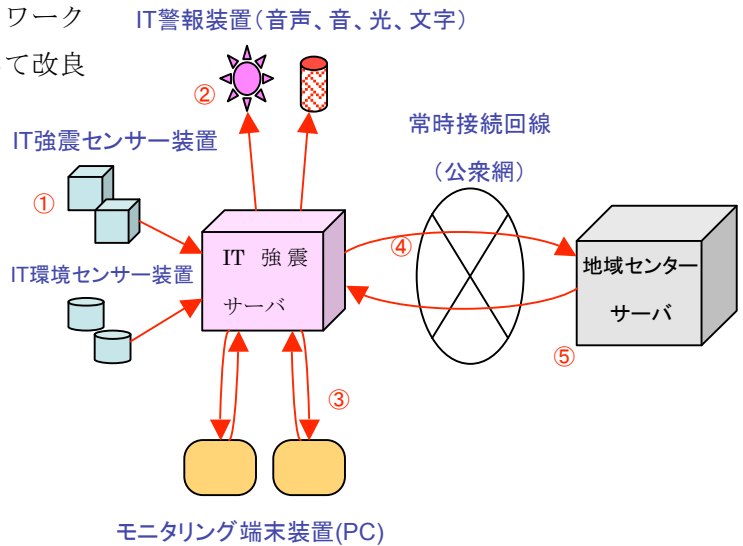 ワーク
て改良
IT警報装置(音声、音、光、文字)
②
常時接続回線
(公衆網)
IT強震センサー装置
①
IT 強震
サーバ
④
地域センター
サーバ
IT環境センサー装置
⑤
③
モニタリング端末装置(PC)